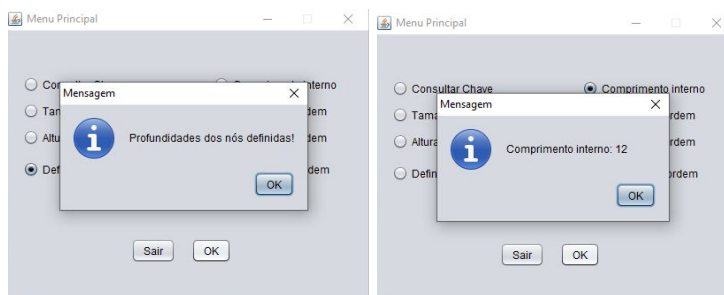 Menu Principal
Mensagem
Profundidades dos nós definidas!
OK
Sair
OK
Menu Principal
Consultar Chave
Comprimento interno
Mensagem
Comprimento interno: 12
OK
Sair
OK